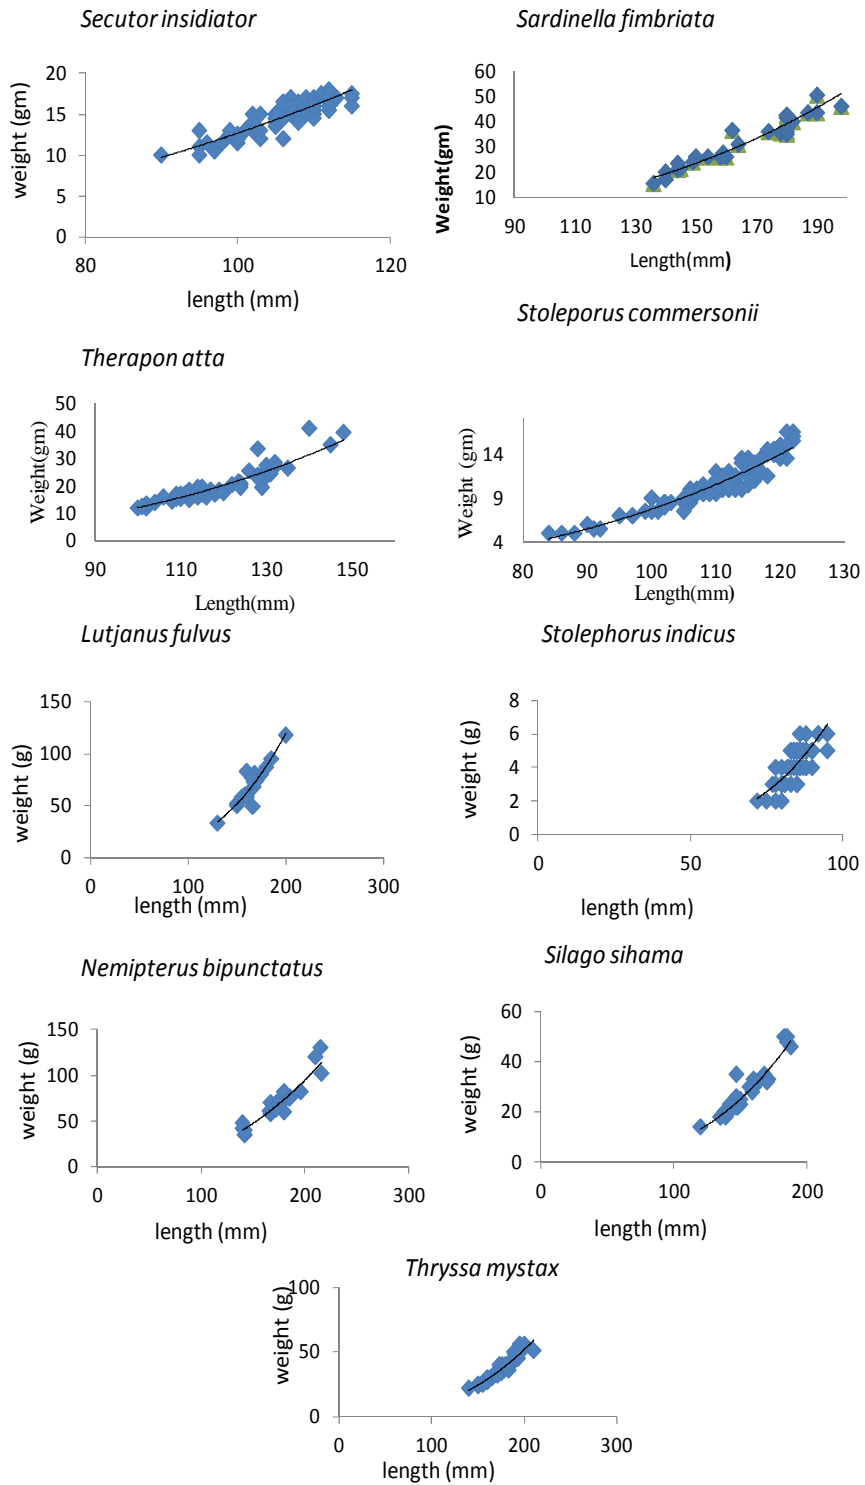 Secutor insidiator
weight (gm)
20
15
10
5
0
80 100 120
length (mm)
Sardinella fimbriata
Weight(gm)
60
50
40
30
20
10
90 110 130 150 170 190
Length(mm)
Therapon atta
Weight(gm)
50
40
30
20
10
0
90 110 130 150
Length(mm)
Stoleporus commersonii
Weight (gm)
14
9
4
80 90 100 110 120 130
Length(mm)
Lutjanus fulvus
weight (g)
150
100
50
0
0 100 200 300
length (mm)
Stolephorus indicus
weight (g)
8
6
4
2
0
0 50 100
length (mm)
Nemipterus bipunctatus
weight (g)
150
100
50
0
0 100 200 300
length (mm)
Silago sihama
weight (g)
60
40
20
0
0 100 200
length (mm)
Thryssa mystax
weight (g)
100
50
0
0 100 200 300
length (mm)